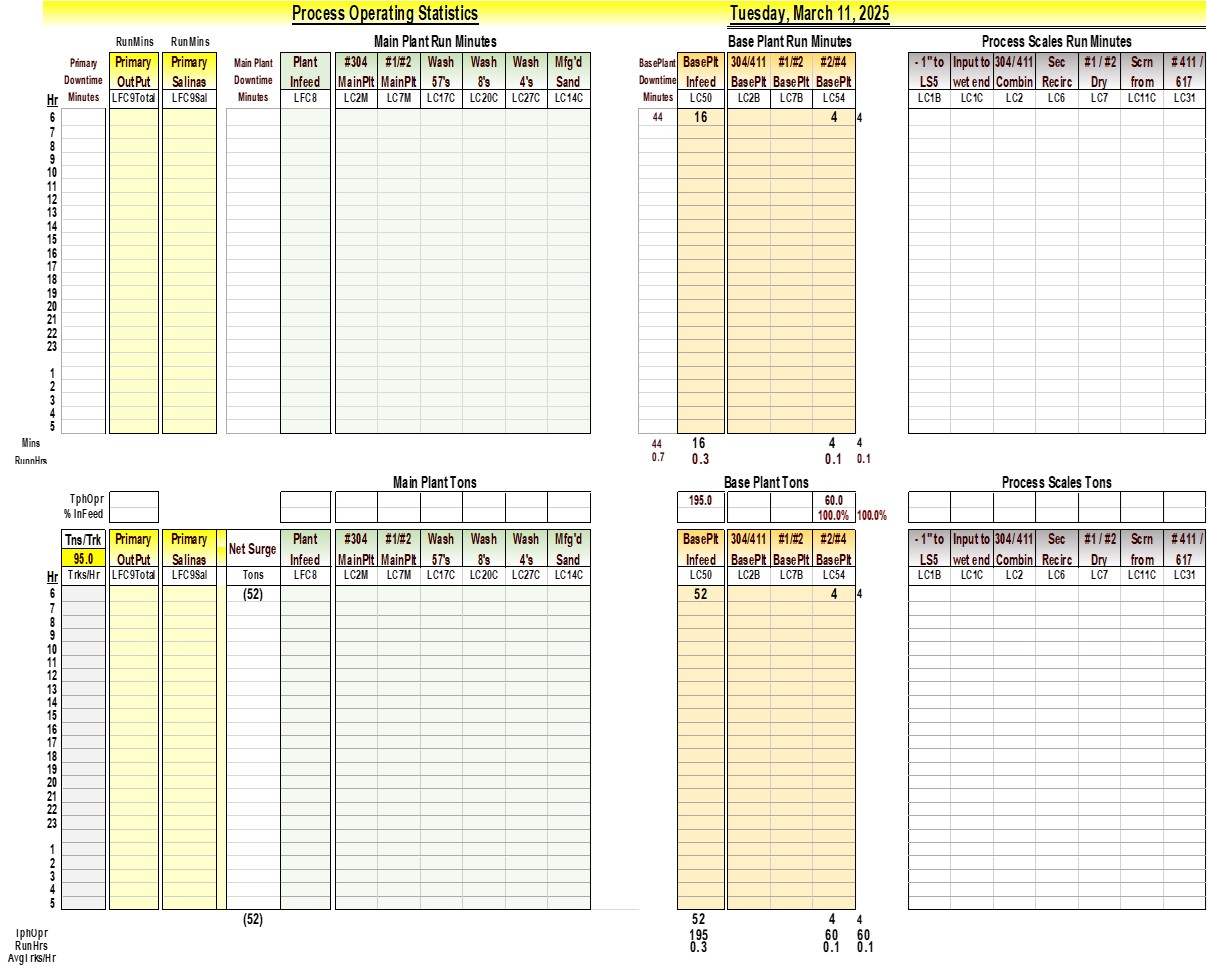 Process Operating Statistics Tuesday, March 11, 2025
RunMins RunMins Main Plant Run Minutes Base Plant Run Minutes Process Scales Run Minutes
Primary Primary Primary Main Plant Plant #304 #1/#2 Wash Wash Wash Mfg'd BasePlant BasePlt 304/411 #1/#2 #2/#4 - 1" to Input to 304/ 411 Sec #1 / #2 Scrn # 411 /
Downtime OutPut Salinas Downtime Infeed MainPlt MainPlt 57's 8's 4's Sand Downtime Infeed BasePlt BasePlt BasePlt LS5 wet end Combin Recirc Dry from 617
Hr Minutes LFC9Total LFC9Sal Minutes LFC8 LC2M LC7M LC17C LC20C LC27C LC14C Minutes LC50 LC2B LC7B LC54 LC1B LC1C LC2 LC6 LC7 LC11C LC31
6 44 16 4 4
7
8
9
10
11
12
13
14
15
16
17
18
19
20
21
22
23
1
2
3
4
5
Mins 44 16 4 4
RunnHrs 0.7 0.3 0.1 0.1
Main Plant Tons Base Plant Tons Process Scales Tons
TphOpr 195.0 60.0
% InFeed 100.0% 100.0%
Tns/Trk Primary Primary Net Surge Plant #304 #1/#2 Wash Wash Wash Mfg'd BasePlt 304/411 #1/#2 #2/#4 - 1" to Input to 304/ 411 Sec #1 / #2 Scrn # 411 /
95.0 OutPut Salinas Infeed MainPlt MainPlt 57's 8's 4's Sand Infeed BasePlt BasePlt BasePlt LS5 wet end Combin Recirc Dry from 617
Hr Trks/Hr LFC9Total LFC9Sal Tons LFC8 LC2M LC7M LC17C LC20C LC27C LC14C LC50 LC2B LC7B LC54 LC1B LC1C LC2 LC6 LC7 LC11C LC31
6 (52) 52 4 4
7
8
9
10
11
12
13
14
15
16
17
18
19
20
21
22
23
1
2
3
4
5
(52) 52 4 4
TphOpr 195 60 60
RunHrs 0.3 0.1 0.1
AvgTrks/Hr